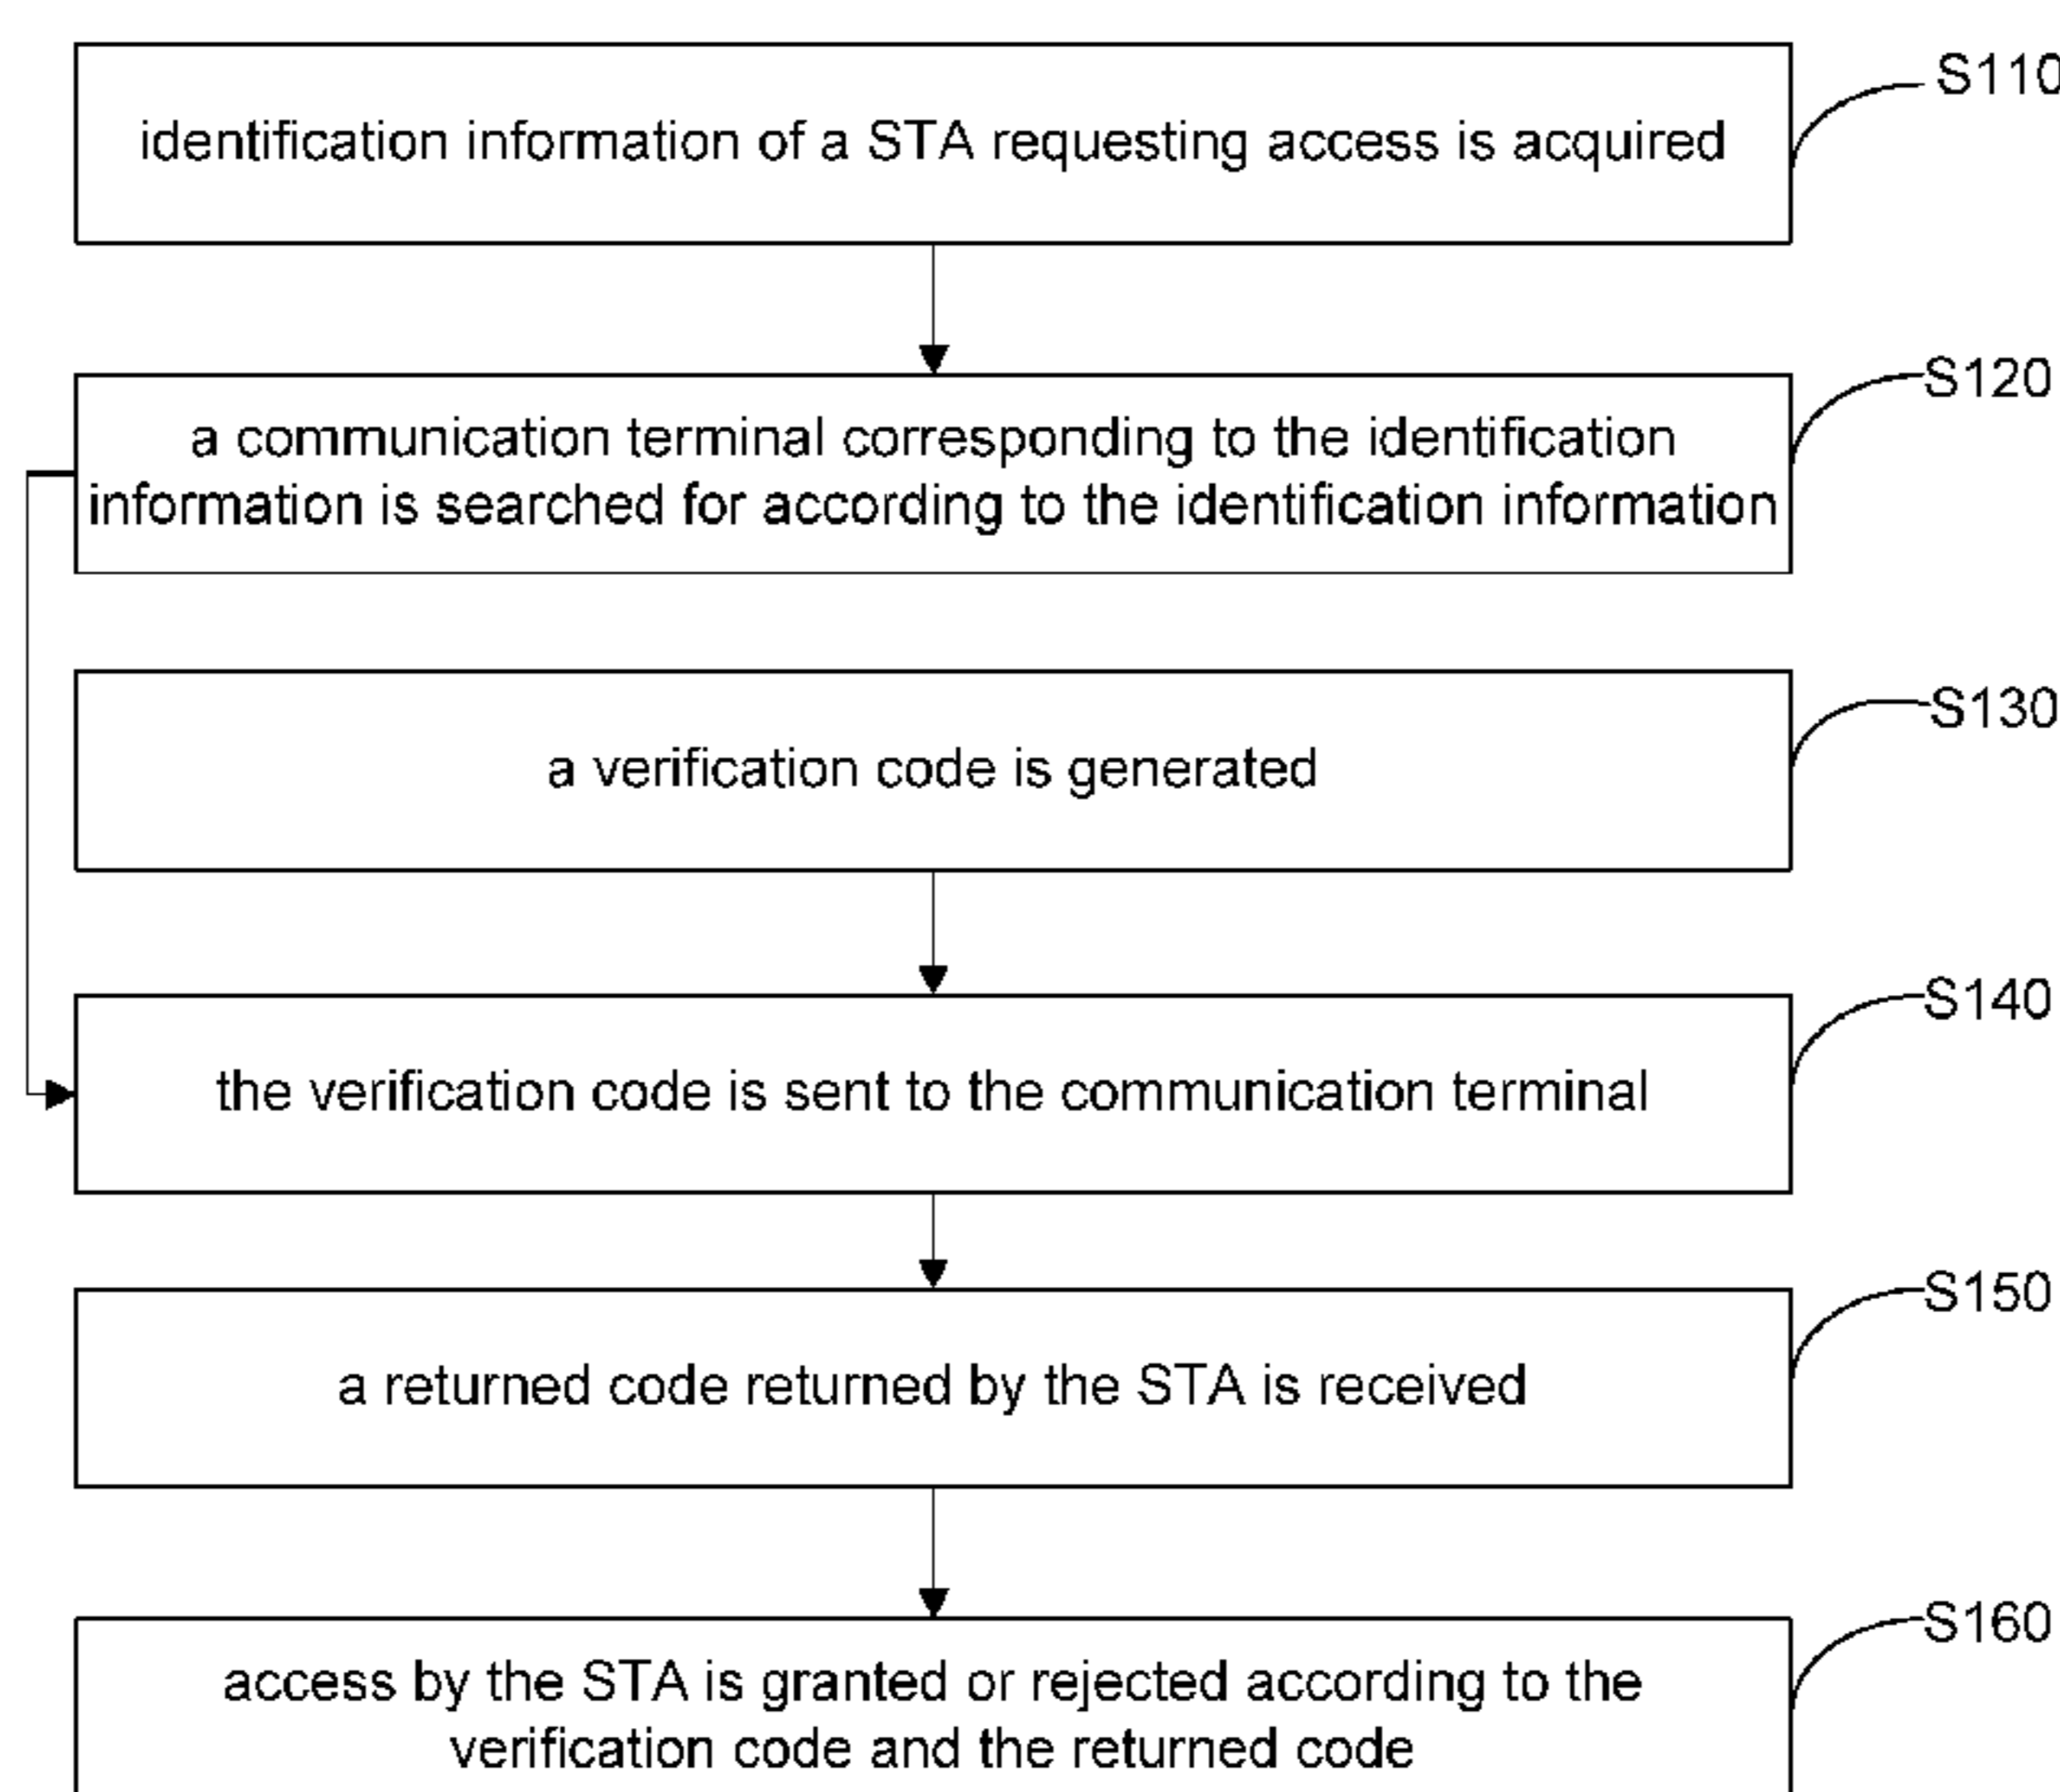 S110
identification information of a STA requesting access is acquired
S120
a communication terminal corresponding to the identification
information is searched for according to the identification information
S130
a verification code is generated
S140
the verification code is sent to the communication terminal
S150
a returned code returned by the STA is received
S160
access by the STA is granted or rejected according to the
verification code and the returned code